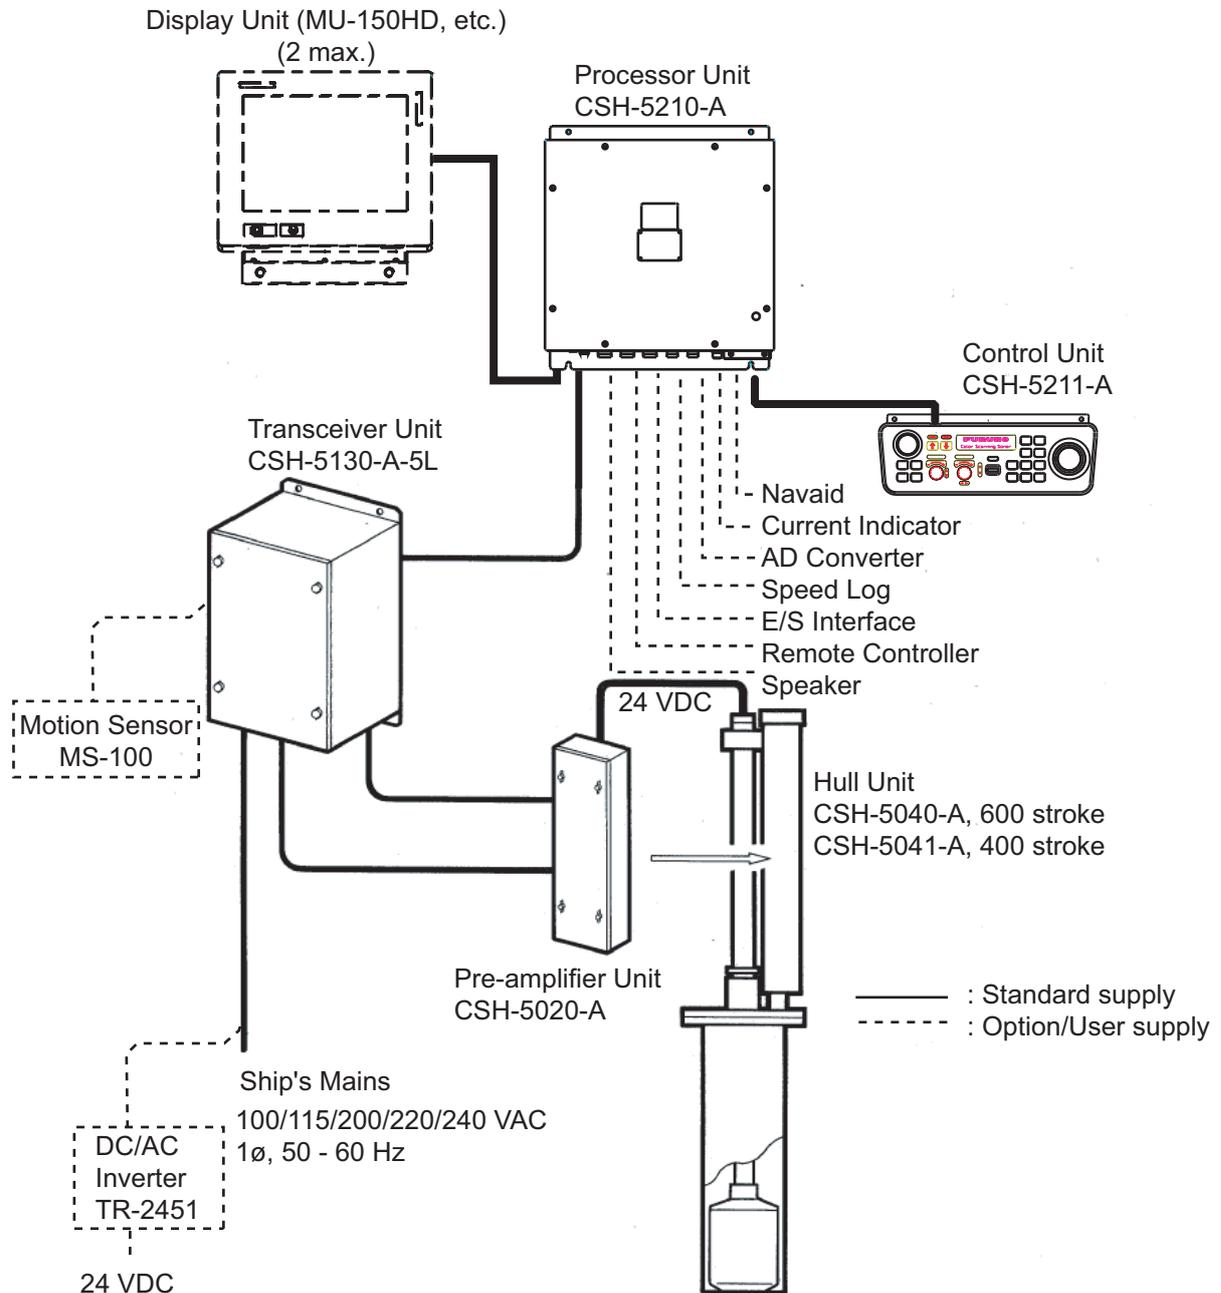 Display Unit (MU-150HD, etc.)
(2 max.)
Processor Unit
CSH-5210-A
Control Unit
CSH-5211-A
FURUNO
Color Scanning Sonar
Transceiver Unit
CSH-5130-A-5L
Navaid
Current Indicator
AD Converter
Speed Log
E/S Interface
Remote Controller
Speaker
24 VDC
Motion Sensor
MS-100
Hull Unit
CSH-5040-A, 600 stroke
CSH-5041-A, 400 stroke
Pre-amplifier Unit
CSH-5020-A
: Standard supply
: Option/User supply
Ship's Mains
100/115/200/220/240 VAC
1ø, 50 - 60 Hz
DC/AC
Inverter
TR-2451
24 VDC